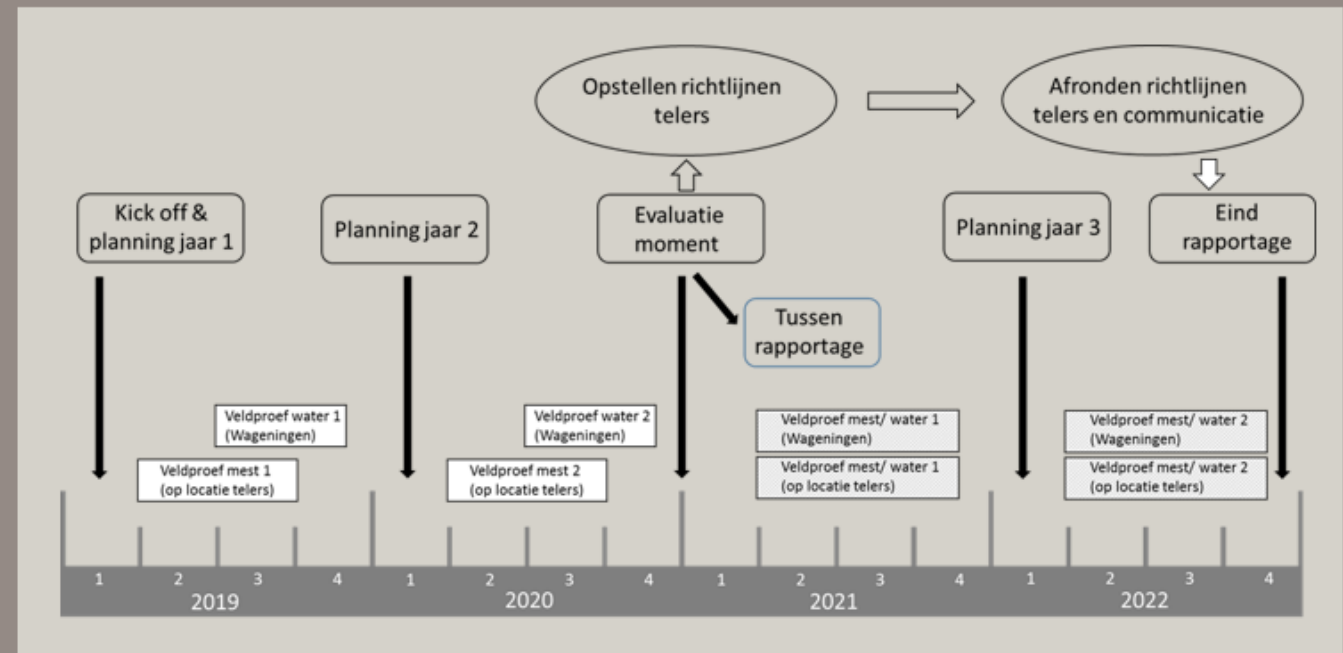 Opstellen richtlijnen
telers
Afronden richtlijnen
telers en communicatie
Kick off &
planning jaar 1
Planning jaar 2
Evaluatie
moment
Planning jaar 3
Eind
rapportage
Tussen
rapportage
Veldproef water 1
(Wageningen)
Veldproef mest 1
(op locatie telers)
Veldproef water 2
(Wageningen)
Veldproef mest 2
(op locatie telers)
Veldproef mest/ water 1
(Wageningen)
Veldproef mest/ water 1
(op locatie telers)
Veldproef mest/ water 2
(Wageningen)
Veldproef mest/ water 2
(op locatie telers)
1 2 3 4 1 2 3 4 1 2 3 4 1 2 3 4
2019 2020 2021 2022